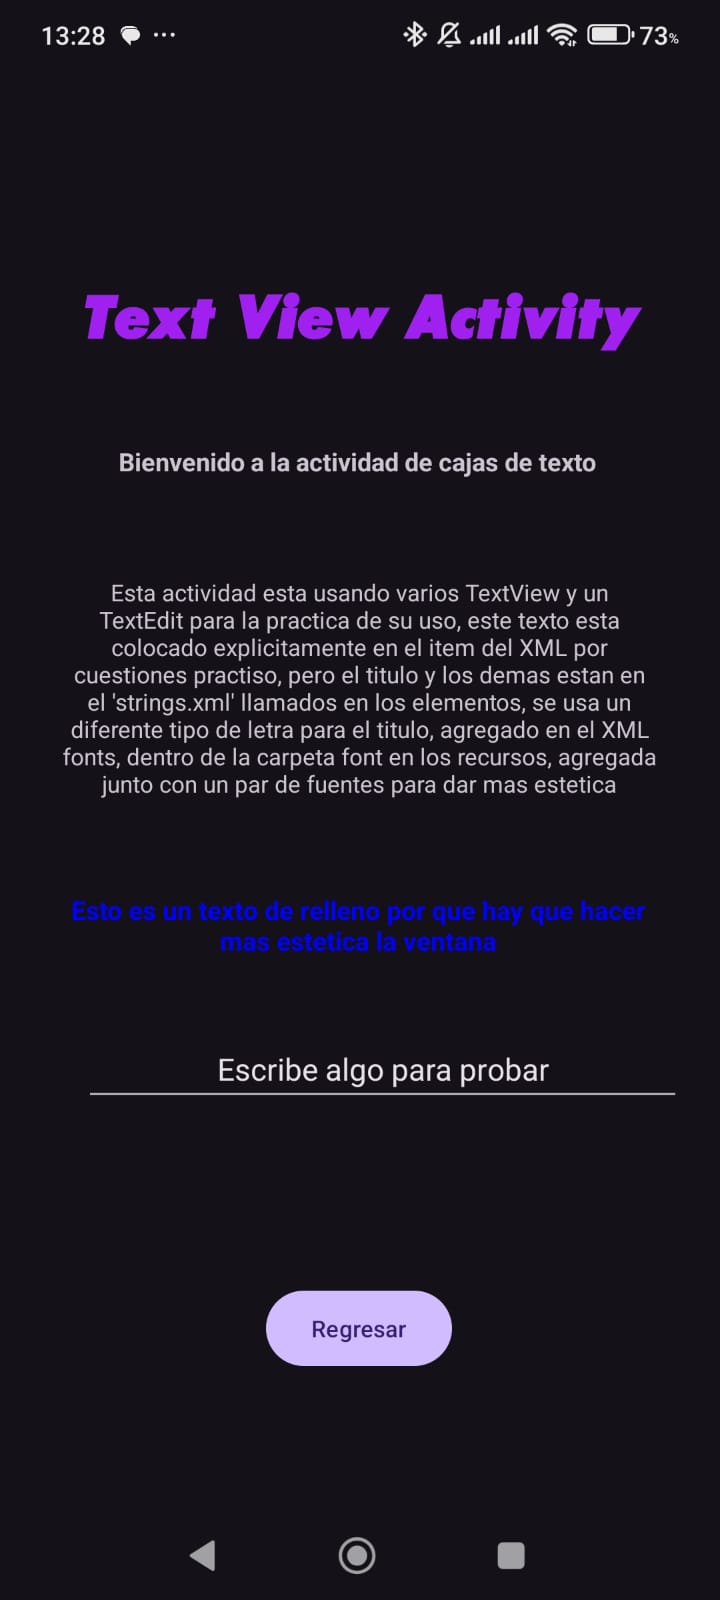 13:28
73%
Text View Activity
Bienvenido a la actividad de cajas de texto
Esta actividad esta usando varios TextView y un
TextEdit para la practica de su uso, este texto esta
colocado explicitamente en el item del XML por
cuestiones practiso, pero el titulo y los demas estan en
el 'strings.xml' llamados en los elementos, se usa un
diferente tipo de letra para el titulo, agregado en el XML
fonts, dentro de la carpeta font en los recursos, agregada
junto con un par de fuentes para dar mas estetica
Esto es un texto de relleno por que hay que hacer
mas estetica la ventana
Escribe algo para probar
Regresar